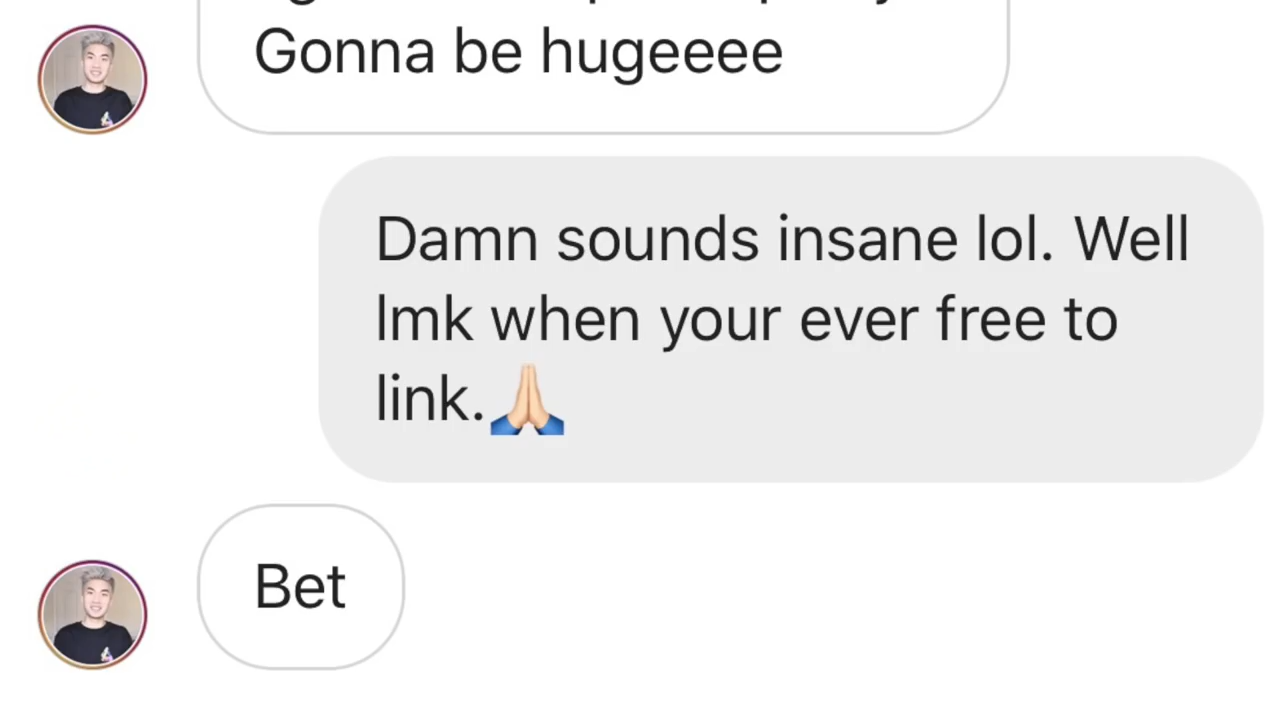 Gonna be hugeeee
Damn sounds insane lol. Well
lmk when your ever free to
link.🙏🏼
Bet